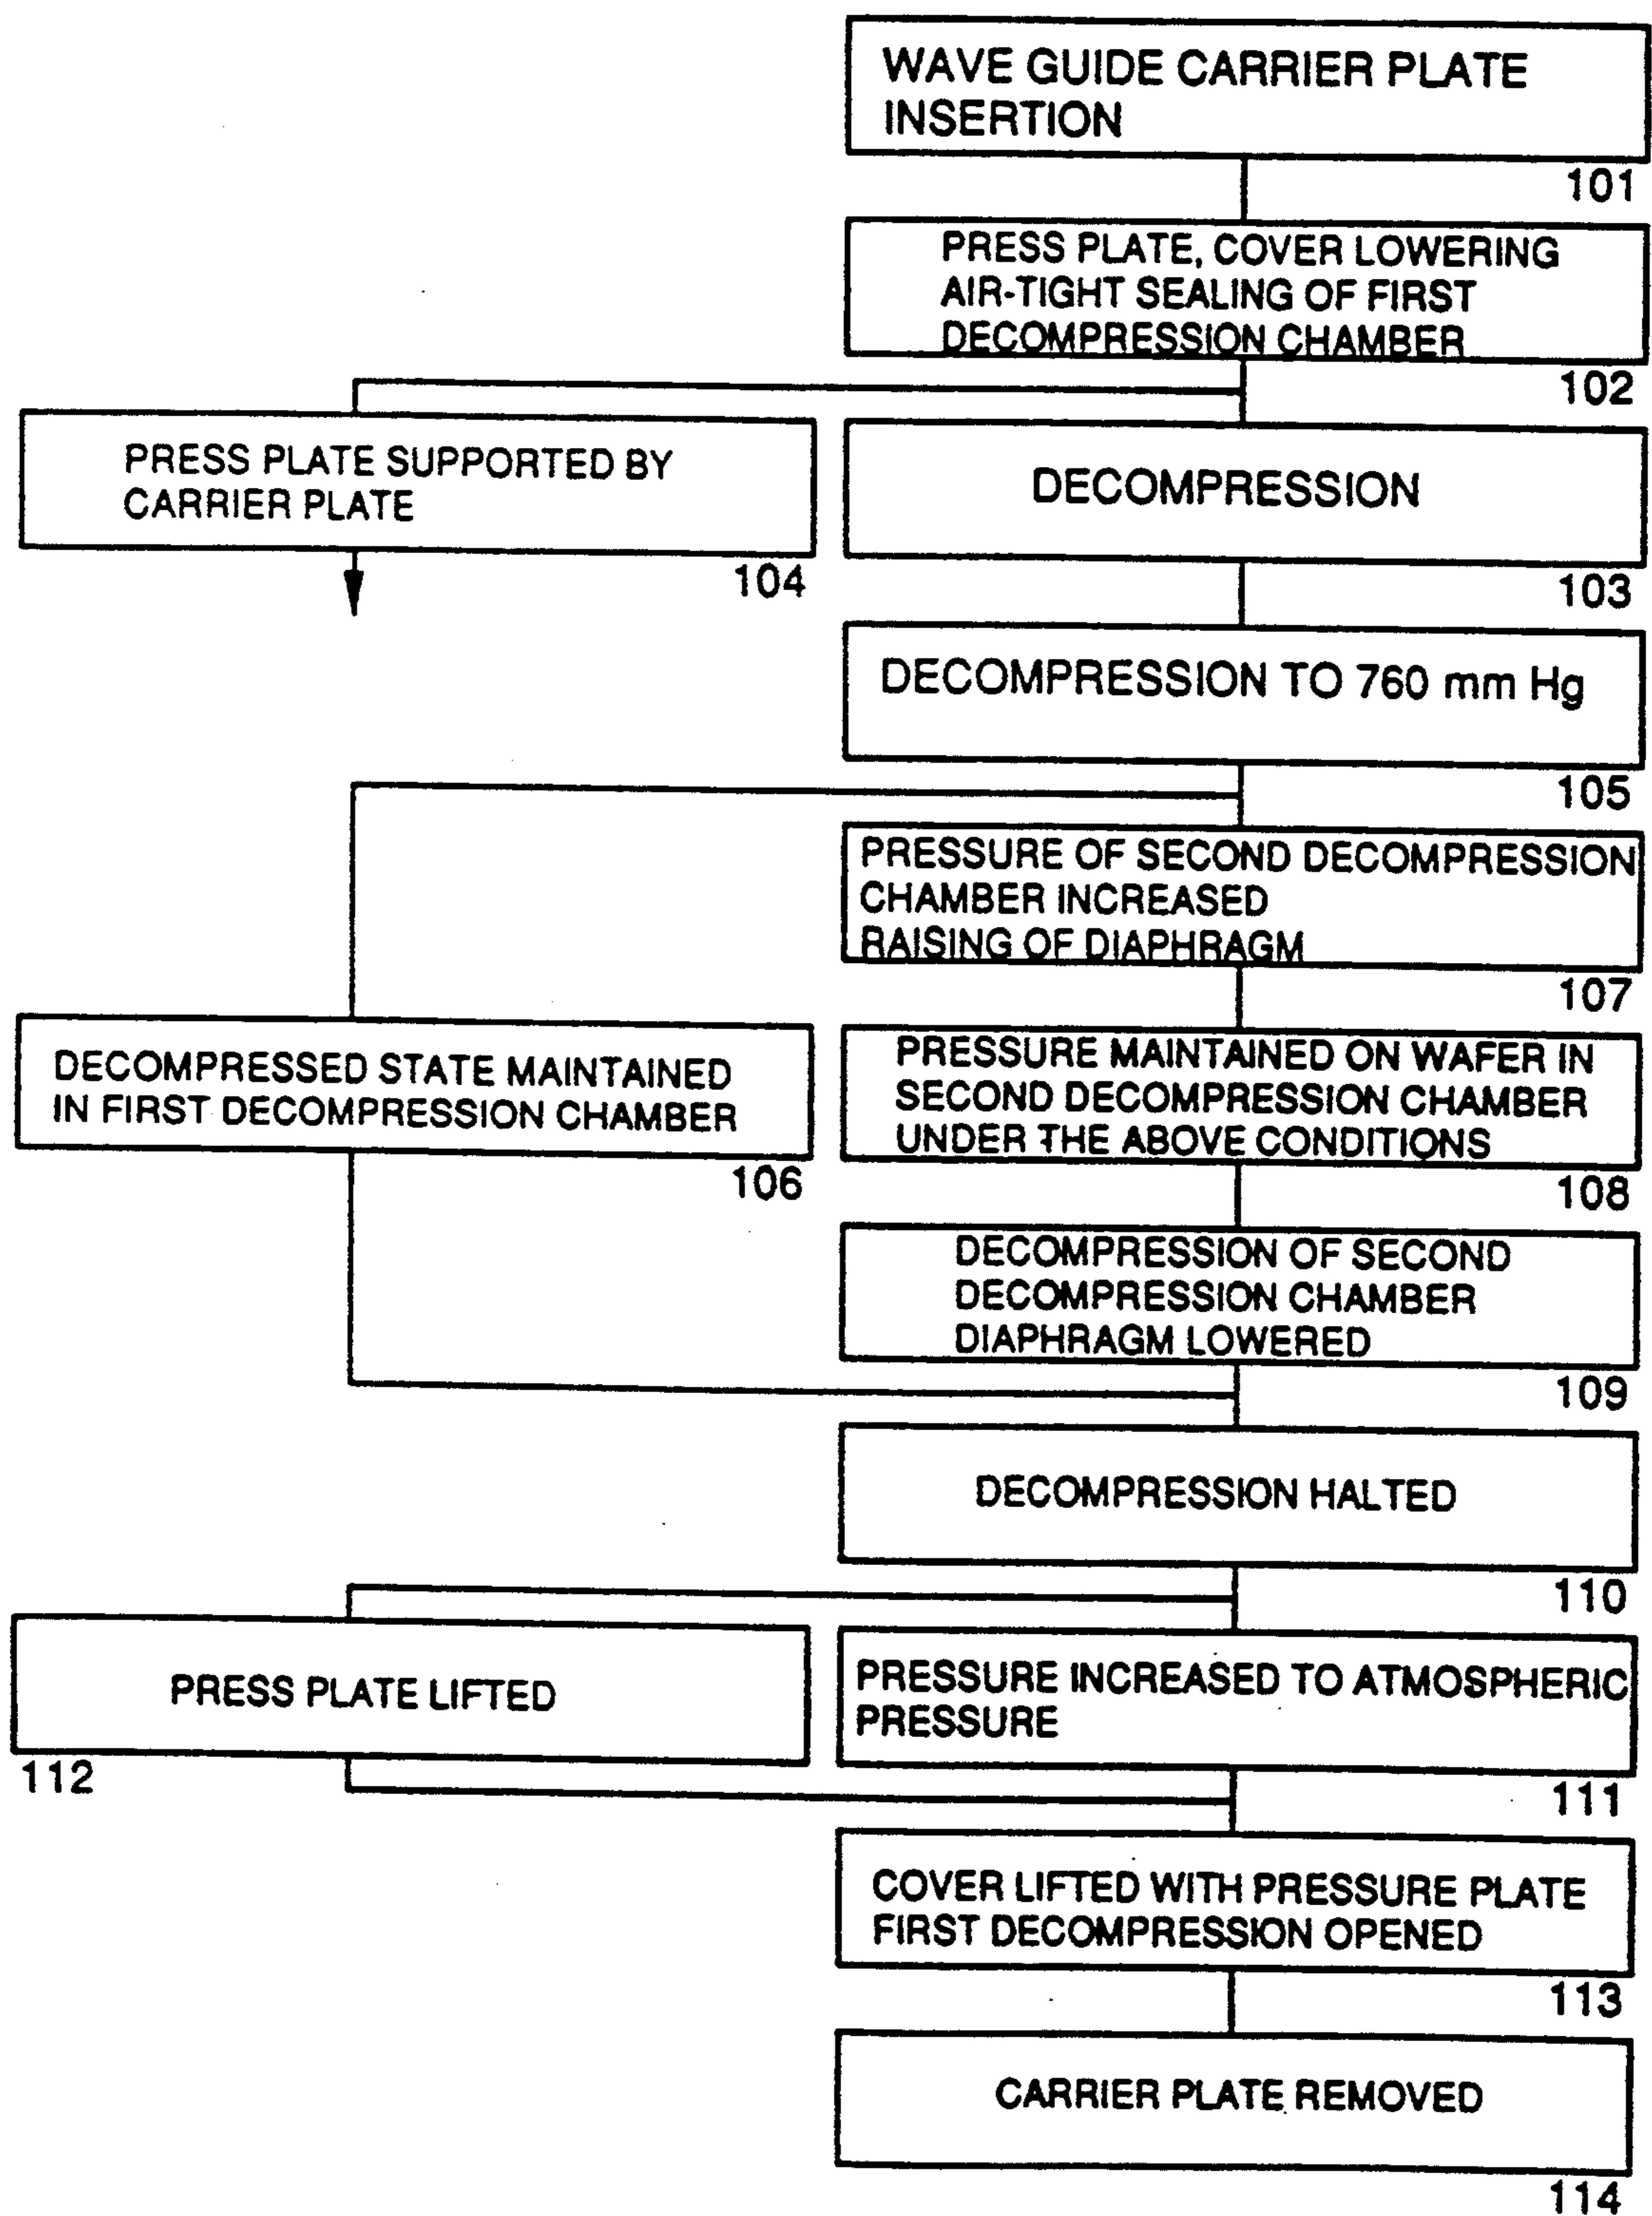 WAVE GUIDE CARRIER PLATE
INSERTION
101
PRESS PLATE, COVER LOWERING
AIR-TIGHT SEALING OF FIRST
DECOMPRESSION CHAMBER
102
PRESS PLATE SUPPORTED BY
CARRIER PLATE
104
DECOMPRESSION
103
DECOMPRESSION TO 760 mm Hg
105
PRESSURE OF SECOND DECOMPRESSION
CHAMBER INCREASED
RAISING OF DIAPHRAGM
107
DECOMPRESSED STATE MAINTAINED
IN FIRST DECOMPRESSION CHAMBER
106
PRESSURE MAINTAINED ON WAFER IN
SECOND DECOMPRESSION CHAMBER
UNDER THE ABOVE CONDITIONS
108
DECOMPRESSION OF SECOND
DECOMPRESSION CHAMBER
DIAPHRAGM LOWERED
109
DECOMPRESSION HALTED
110
PRESS PLATE LIFTED
112
PRESSURE INCREASED TO ATMOSPHERIC
PRESSURE
111
COVER LIFTED WITH PRESSURE PLATE
FIRST DECOMPRESSION OPENED
113
CARRIER PLATE REMOVED
114